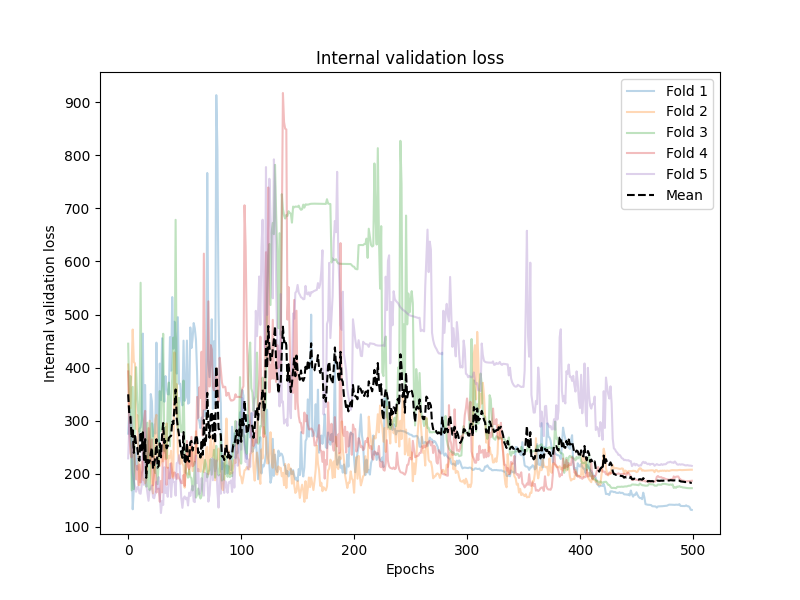 Internal validation loss
Fold 1
Fold 2
Fold 3
Fold 4
Fold 5
Mean
Internal validation loss
900
800
700
600
500
400
300
200
100
0 100 200 300 400 500
Epochs